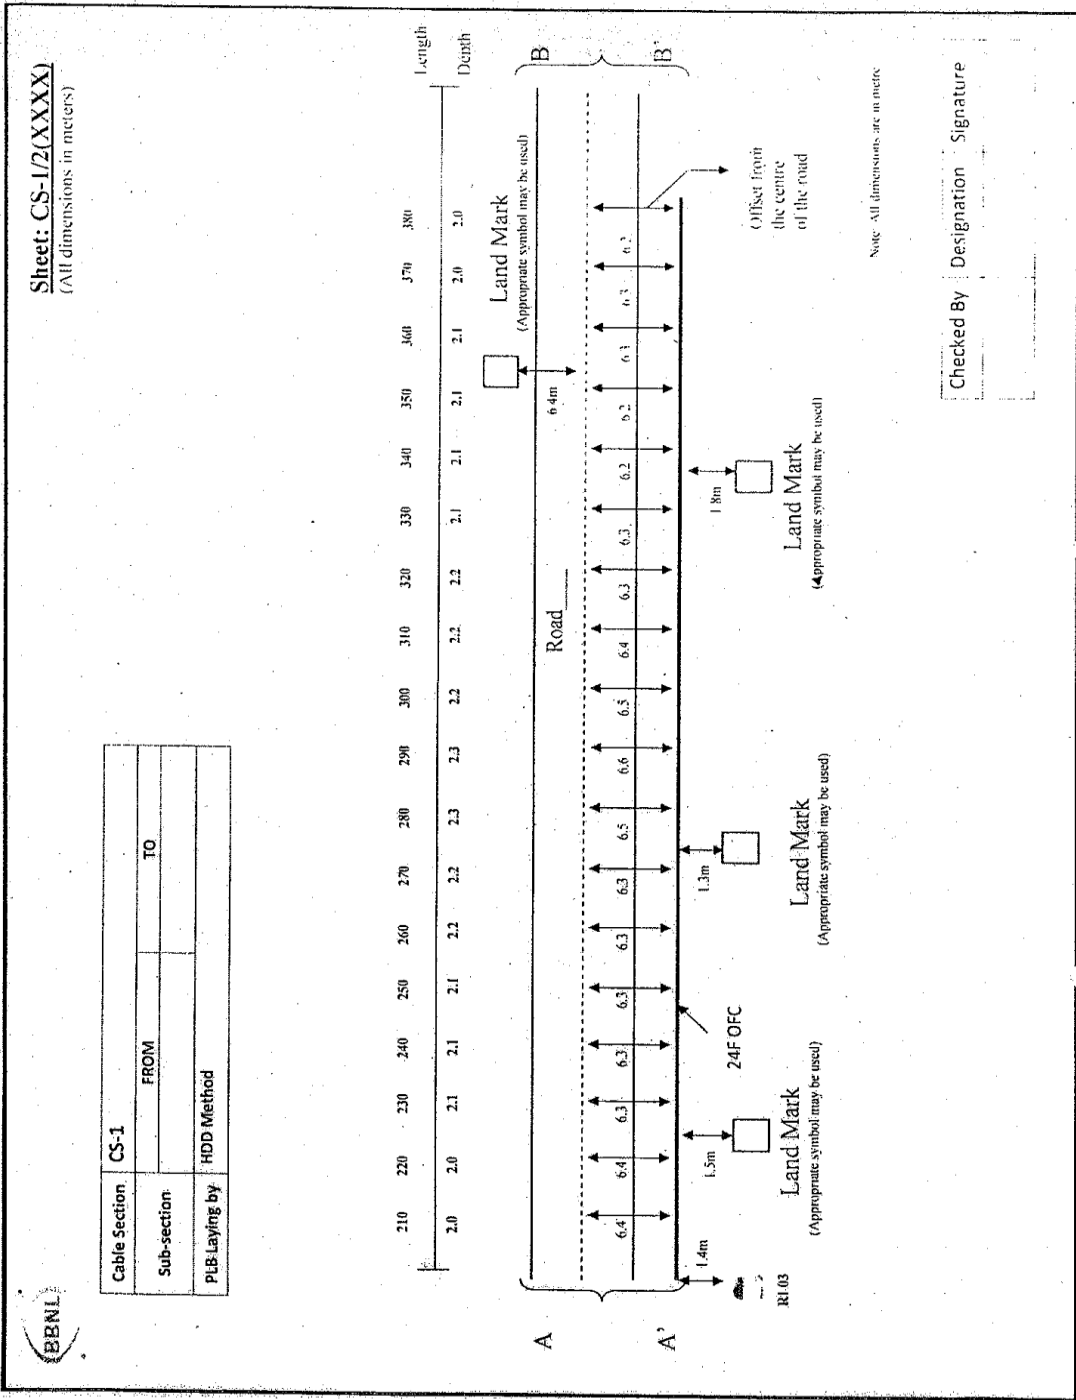 BBNL
Sheet: CS-1/2(XXXX)
(All dimensions in meters)
Cable Section CS-1
Sub-section FROM TO
PLB Laying by HDD Method
210 220 230 240 250 260 270 280 290 300 310 320 330 340 350 360 370 380 Length
2.0 2.0 2.1 2.1 2.1 2.2 2.2 2.3 2.3 2.2 2.2 2.2 2.1 2.1 2.1 2.1 2.0 2.0 Depth
Land Mark
(Appropriate symbol may be used)
6.4m
A B
Road
6.4 6.4 6.3 6.3 6.3 6.3 6.3 6.5 6.6 6.5 6.4 6.3 6.3 6.2 6.2 6.3 6.3 6.2
A' B'
1.4m
RL03
1.5m
Land Mark
(Appropriate symbol may be used)
24F OFC
1.3m
Land Mark
(Appropriate symbol may be used)
1.8m
Land Mark
(Appropriate symbol may be used)
Offset from
the centre
of the road
Note: All dimensions are in metre
Checked By Designation Signature